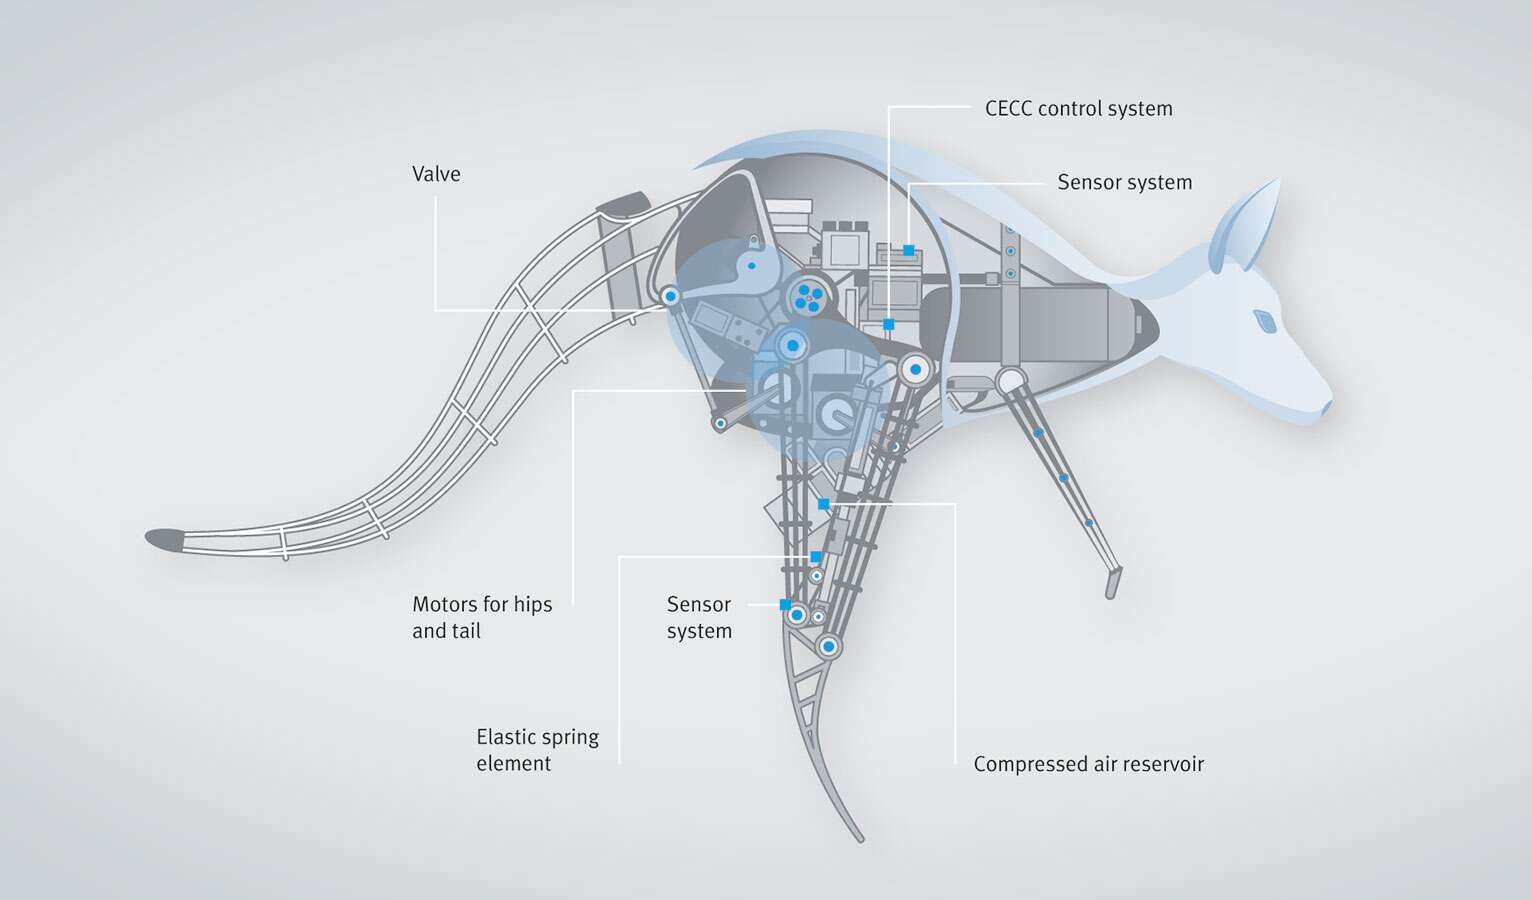 CECC control system
Valve
Sensor system
Motors for hips
and tail
Sensor
system
Elastic spring
element
Compressed air reservoir